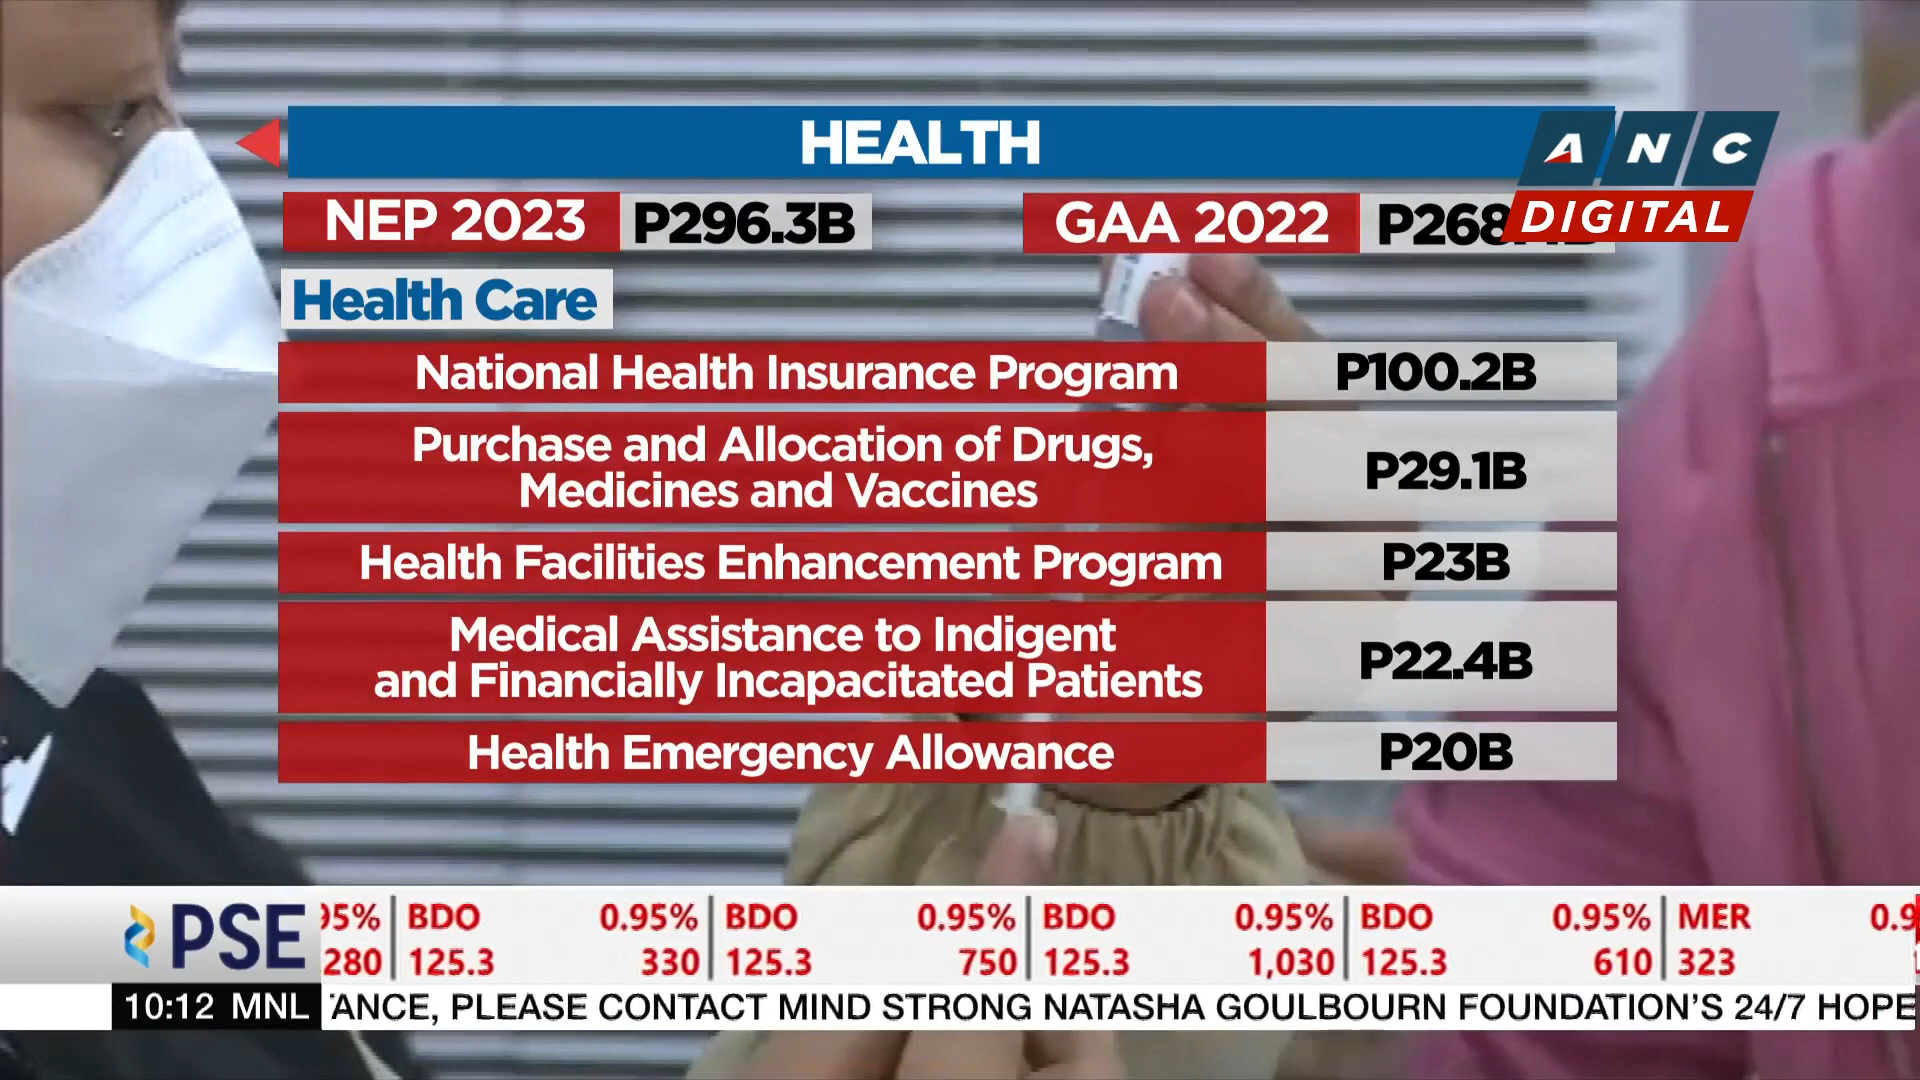 HEALTH
ANC
DIGITAL
NEP 2023 P296.3B
GAA 2022
Health Care
National Health Insurance Program P100.2B
Purchase and Allocation of Drugs,
Medicines and Vaccines P29.1B
Health Facilities Enhancement Program P23B
Medical Assistance to Indigent
and Financially Incapacitated Patients P22.4B
Health Emergency Allowance P20B
PSE 95% BDO 0.95% BDO 0.95% BDO 0.95% BDO 0.95% MER 0.9
280 125.3 330 125.3 750 125.3 1,030 125.3 610 323
10:12 MNL TANCE, PLEASE CONTACT MIND STRONG NATASHA GOULBOURN FOUNDATION'S 24/7 HOPE